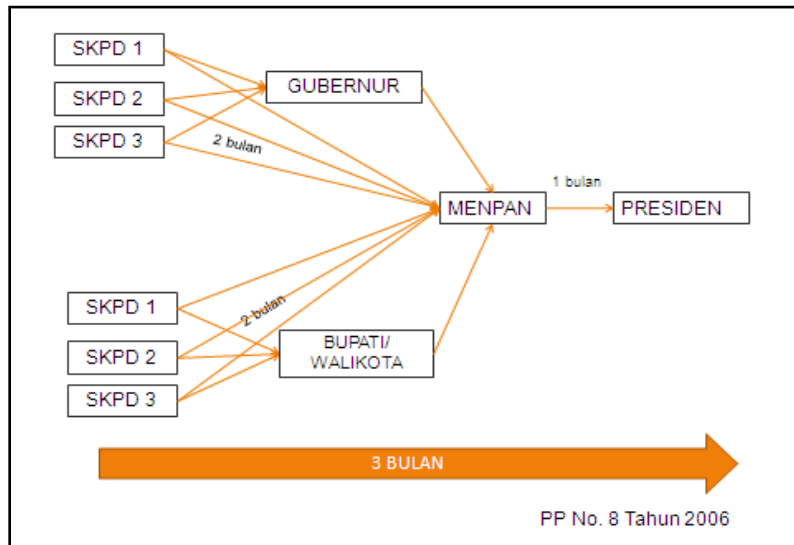 SKPD 1
SKPD 2
SKPD 3
GUBERNUR
2 bulan
MENPAN
1 bulan
PRESIDEN
SKPD 1
SKPD 2
SKPD 3
2 bulan
BUPATI/
WALIKOTA
3 BULAN
PP No. 8 Tahun 2006